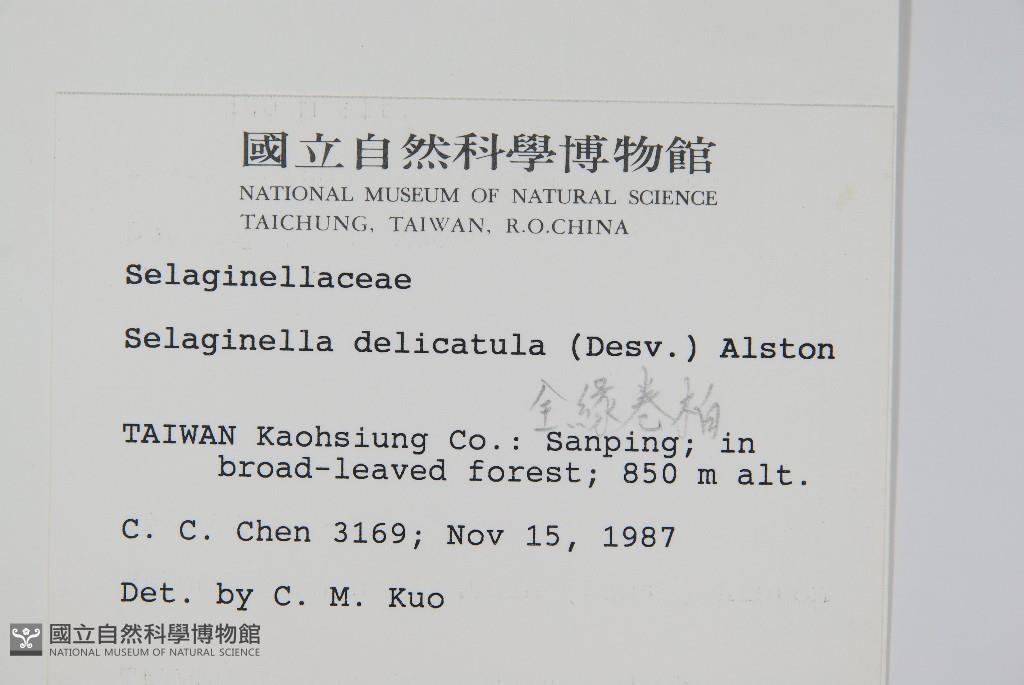 國立自然科學博物館
NATIONAL MUSEUM OF NATURAL SCIENCE
TAICHUNG, TAIWAN, R.O.CHINA
Selaginellaceae
Selaginella delicatula (Desv.) Alston
全緣卷柏
TAIWAN Kaohsiung Co.: Sanping; in
broad-leaved forest; 850 m alt.
C. C. Chen 3169; Nov 15, 1987
Det. by C. M. Kuo
國立自然科學博物館
NATIONAL MUSEUM OF NATURAL SCIENCE